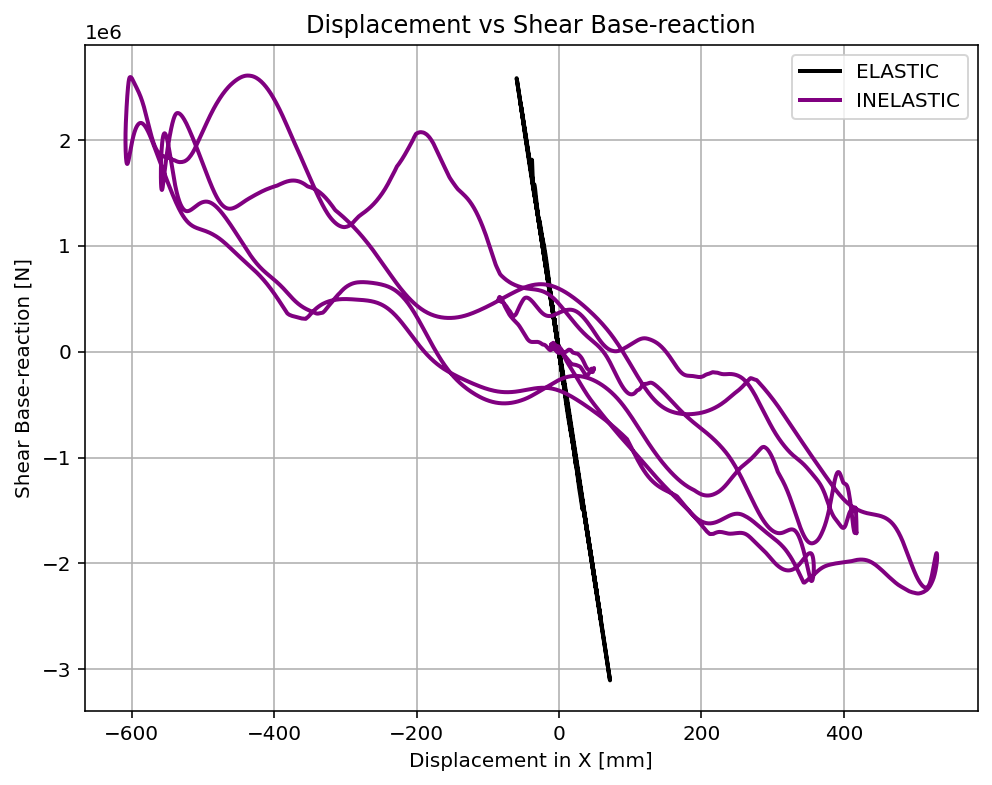 Displacement vs Shear Base-reaction
1e6
ELASTIC
INELASTIC
2
1
0
−1
−2
−3
Shear Base-reaction [N]
−600 −400 −200 0 200 400
Displacement in X [mm]